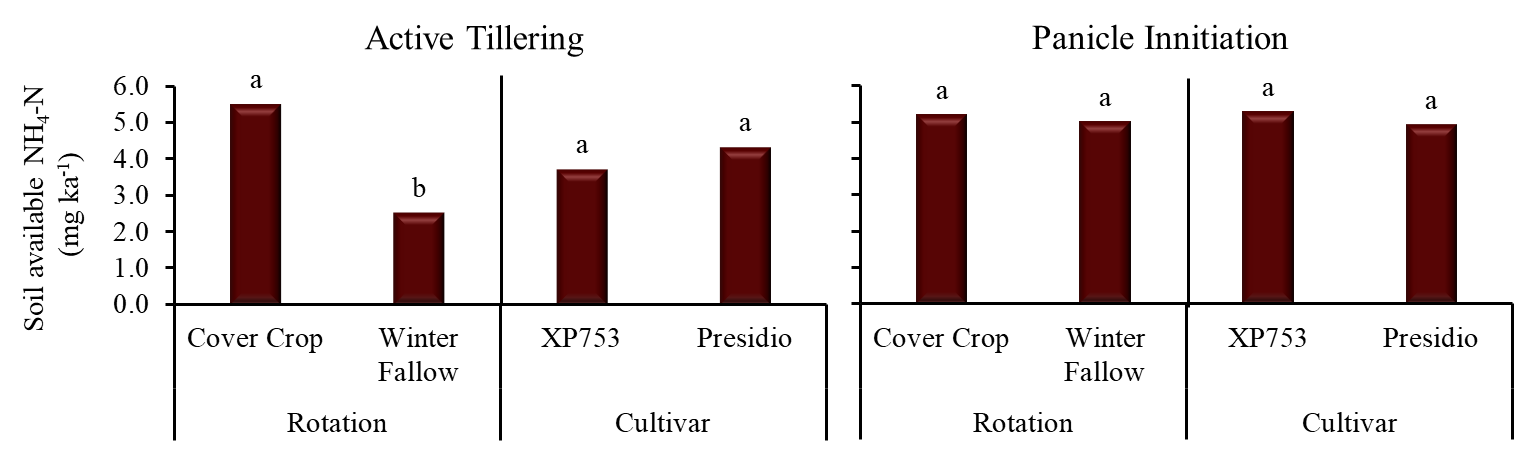 Active Tillering
Panicle Innitiation
Soil available NH₄-N
(mg ka⁻¹)
6.0
5.0
4.0
3.0
2.0
1.0
0.0
a
b
a
a
a
a
a
a
Cover Crop
Winter
Fallow
XP753
Presidio
Rotation
Cultivar
Cover Crop
Winter
Fallow
XP753
Presidio
Rotation
Cultivar